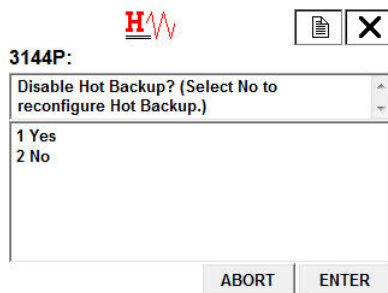 H
3144P:
Disable Hot Backup? (Select No to
reconfigure Hot Backup.)
1 Yes
2 No
ABORT ENTER